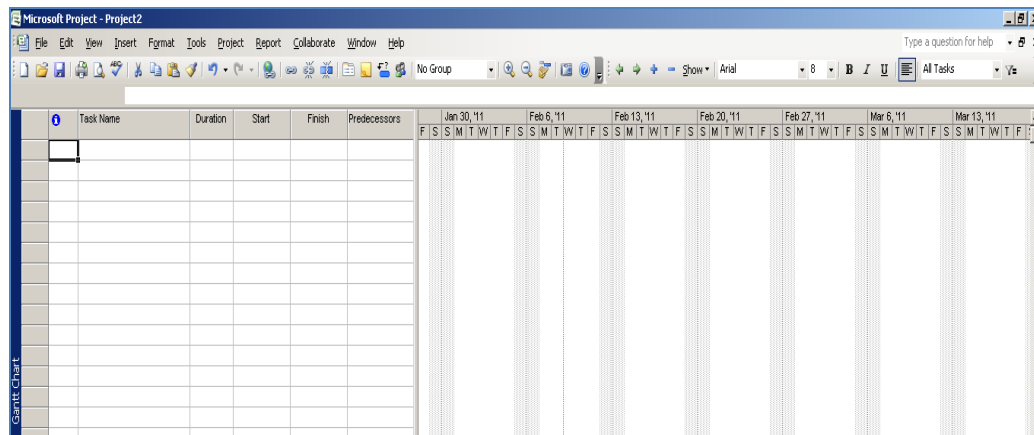 Microsoft Project - Project2
File Edit View Insert Format Tools Project Report Collaborate Window Help Type a question for help
No Group Show Arial 8 B I U All Tasks
Task Name Duration Start Finish Predecessors Jan 30, '11 Feb 6, '11 Feb 13, '11 Feb 20, '11 Feb 27, '11 Mar 6, '11 Mar 13, '11
F S S M T W T F S S M T W T F S S M T W T F S S M T W T F S S M T W T F S S M T W T F S S M T W T F
Gantt Chart